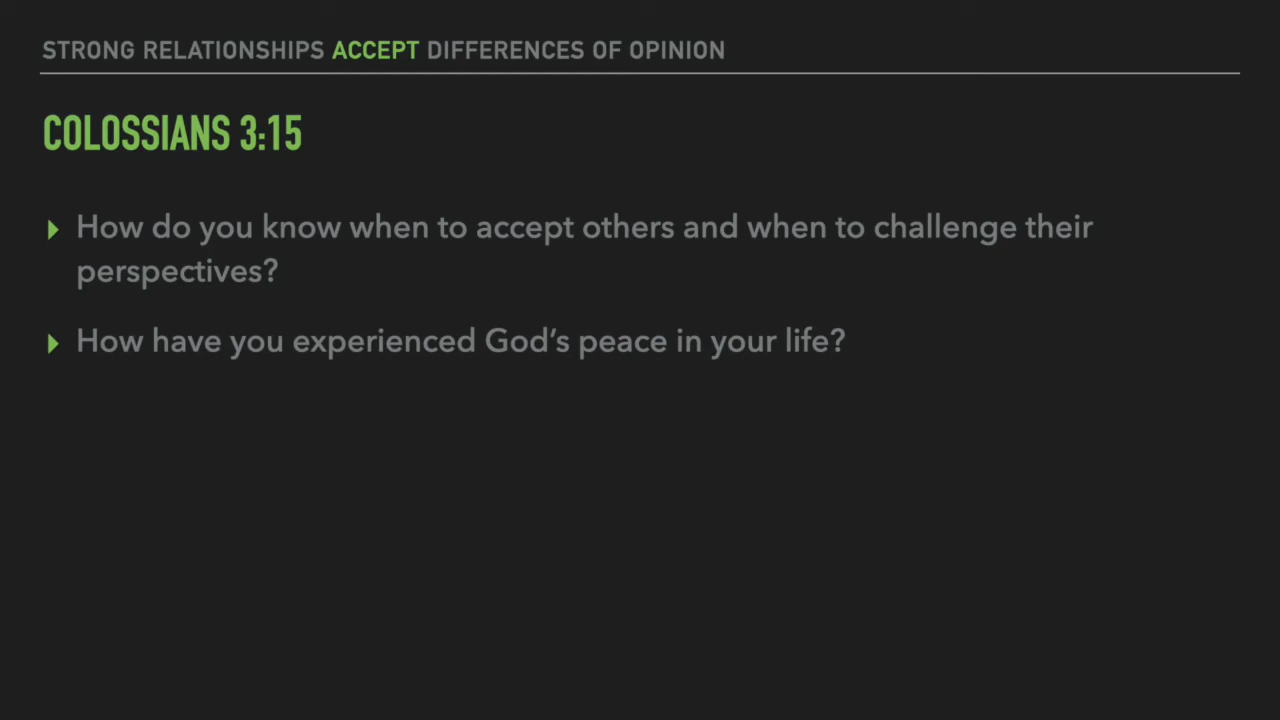 STRONG RELATIONSHIPS ACCEPT DIFFERENCES OF OPINION
COLOSSIANS 3:15
How do you know when to accept others and when to challenge their
perspectives?
How have you experienced God’s peace in your life?